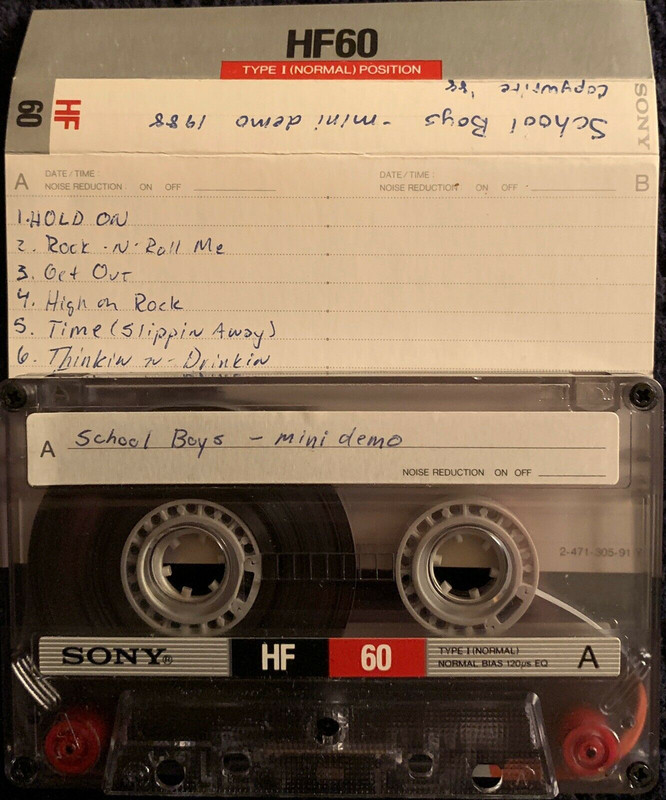 HF60
TYPE I (NORMAL) POSITION
Copywrite '88
School Boys - mini demo 1988
HF
60
SONY
A DATE / TIME
NOISE REDUCTION ON OFF
DATE / TIME :
NOISE REDUCTION ON OFF B
1. HOLD ON
2. Rock -N- Roll Me
3. Get Out
4. High on Rock
5. Time (Slippin Away)
6. Thinkin n- Drinkin
A School Boys - mini demo
NOISE REDUCTION ON OFF
2-471-305-91
SONY® HF 60 TYPE I (NORMAL)
NORMAL BIAS 120µs EQ A